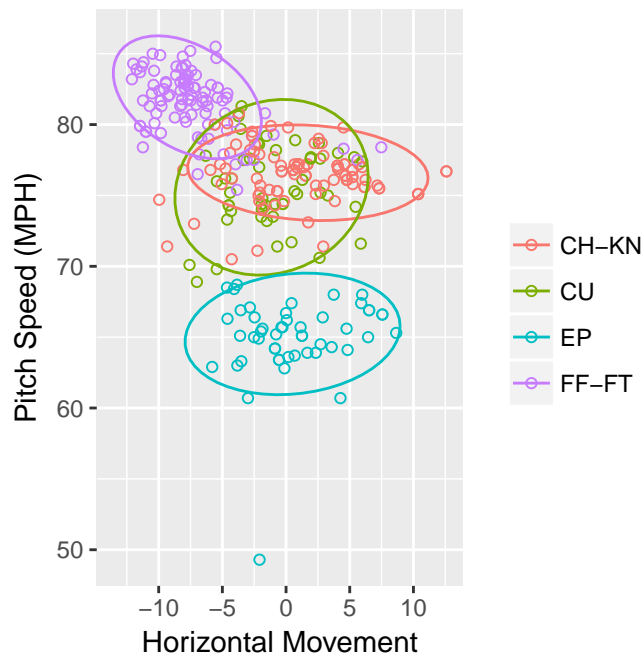 80
70
60
50
Pitch Speed (MPH)
−10
−5
0
5
10
Horizontal Movement
CH−KN
CU
EP
FF−FT